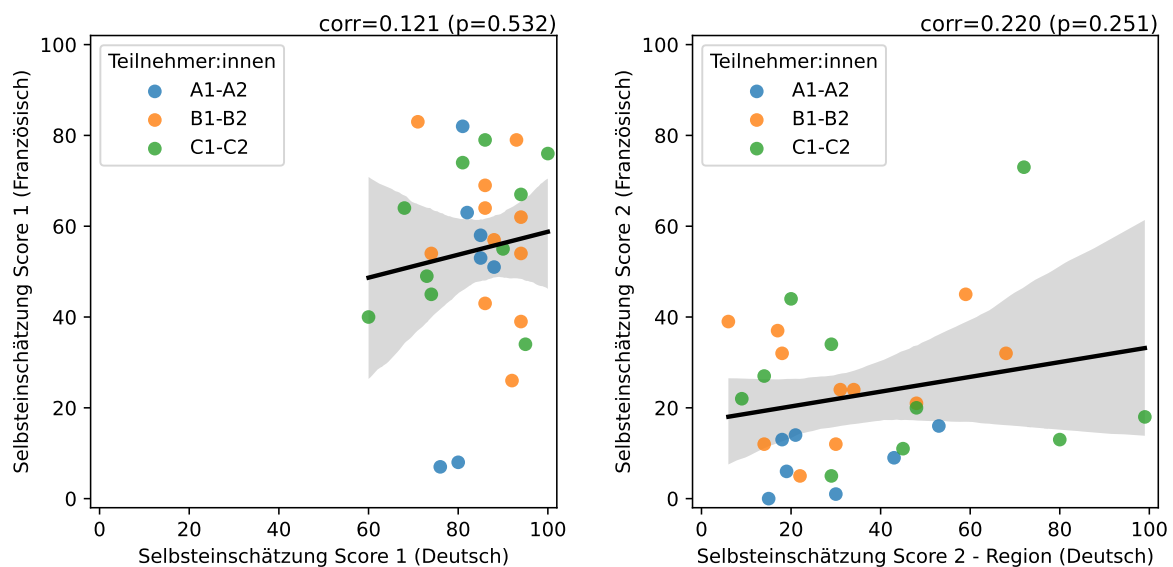 corr=0.121 (p=0.532)
Teilnehmer:innen
A1-A2
B1-B2
C1-C2
100
80
60
40
20
0
0
20
40
60
80
100
Selbsteinschätzung Score 1 (Französisch)
Selbsteinschätzung Score 1 (Deutsch)
corr=0.220 (p=0.251)
Teilnehmer:innen
A1-A2
B1-B2
C1-C2
100
80
60
40
20
0
0
20
40
60
80
100
Selbsteinschätzung Score 2 (Französisch)
Selbsteinschätzung Score 2 - Region (Deutsch)